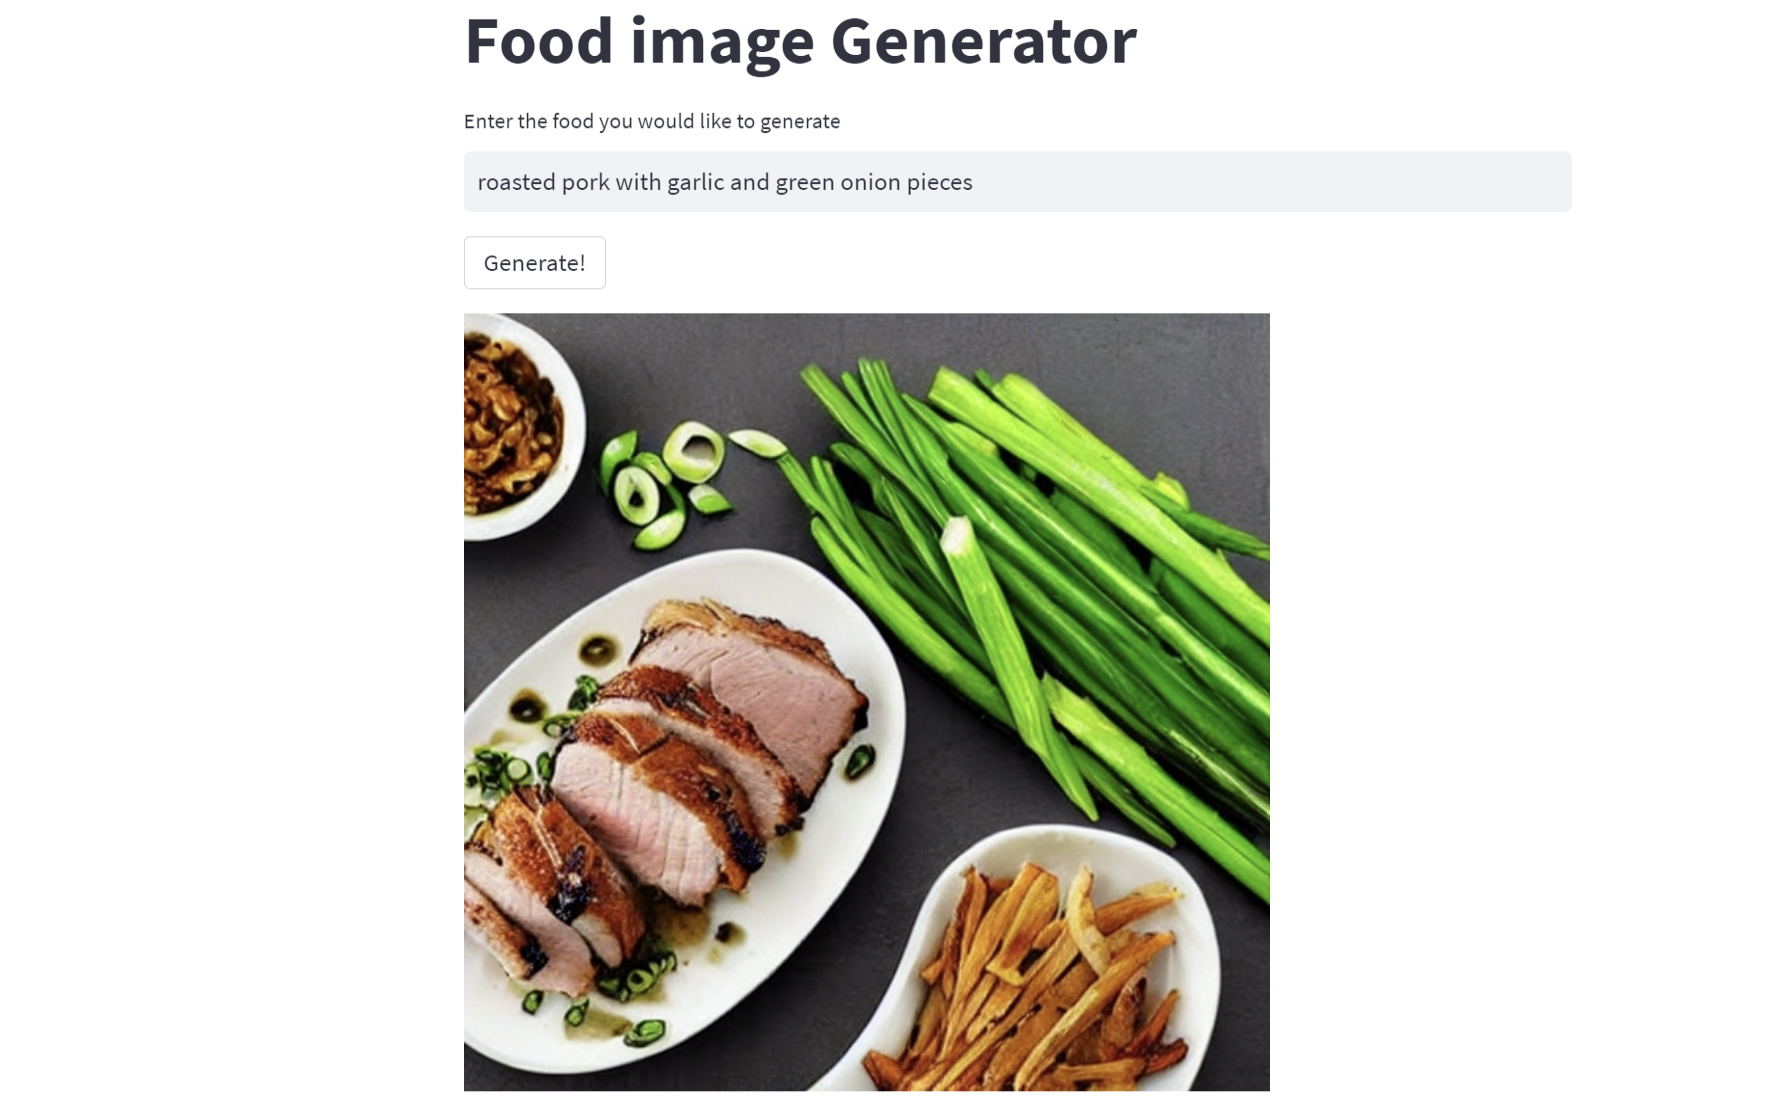 Food image Generator
Enter the food you would like to generate
roasted pork with garlic and green onion pieces
Generate!